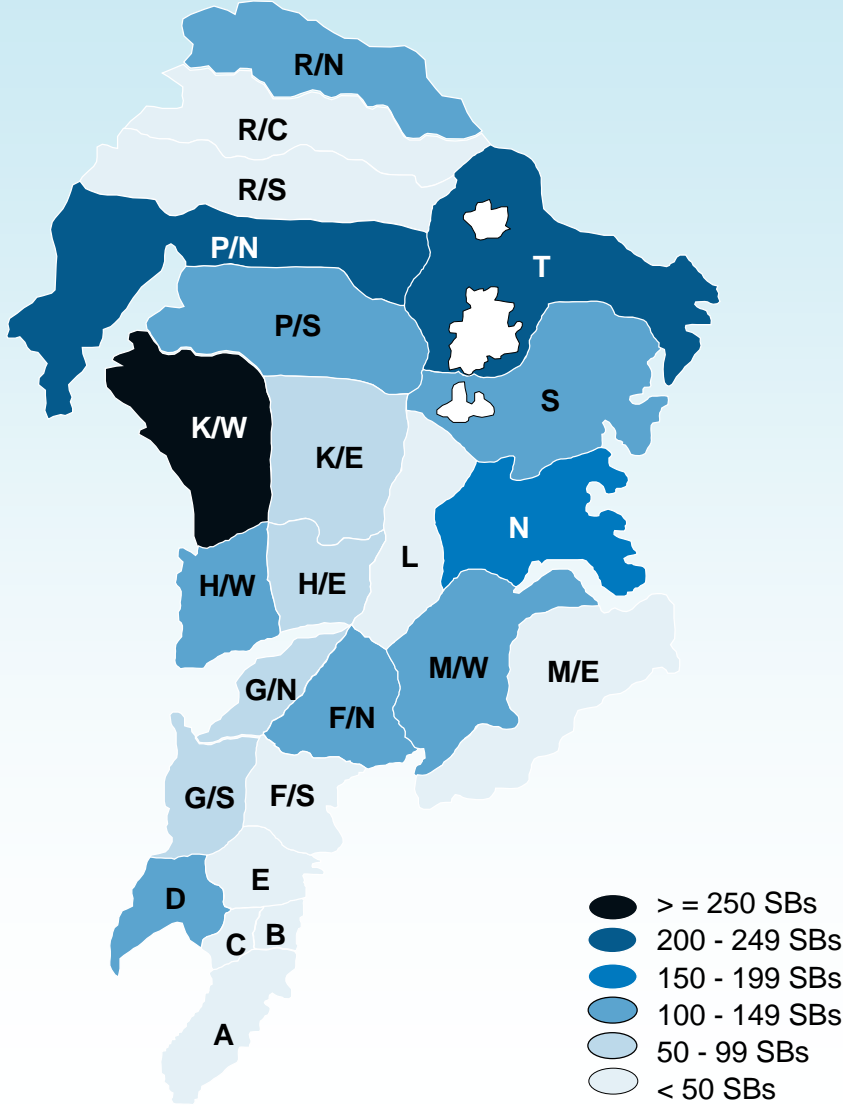 R/N
R/C
R/S
P/N
T
P/S
S
K/W
K/E
N
L
H/W
H/E
M/W
M/E
G/N
F/N
G/S
F/S
E
D
B
C
A
> = 250 SBs
200 - 249 SBs
150 - 199 SBs
100 - 149 SBs
50 - 99 SBs
< 50 SBs